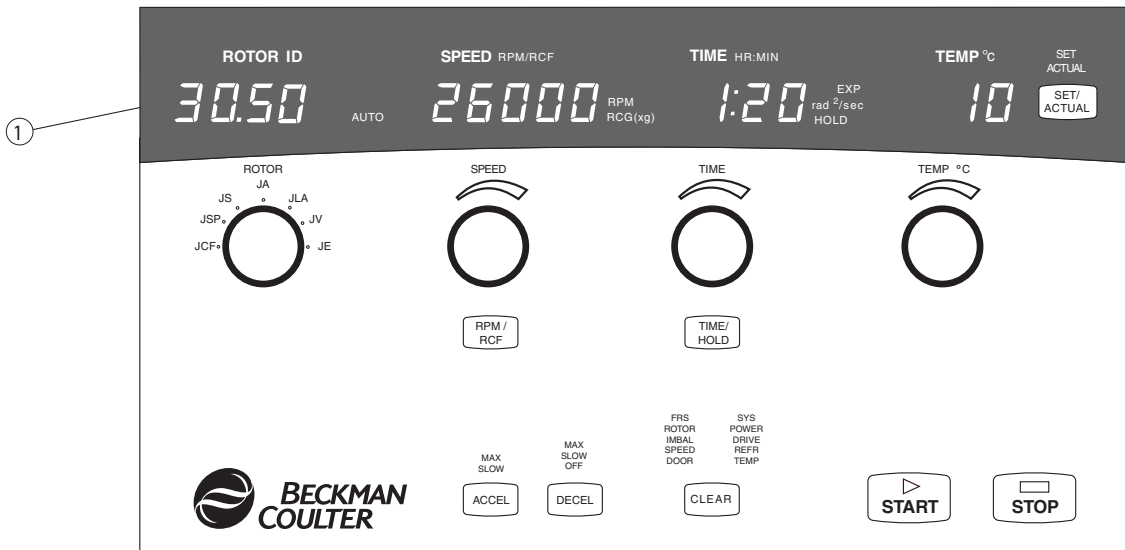 ROTOR ID
SPEED RPM/RCF
TIME HR:MIN
TEMP °C
SET
ACTUAL
30.50
AUTO
26000
RPM
RCG(xg)
1:20
EXP
rad 2/sec
HOLD
10
SET/
ACTUAL
1
ROTOR
JCF
JSP
JS
JA
JLA
JV
JE
SPEED
TIME
TEMP °C
RPM /
RCF
TIME/
HOLD
MAX
SLOW
ACCEL
MAX
SLOW
OFF
DECEL
FRS
ROTOR
IMBAL
SPEED
DOOR
SYS
POWER
DRIVE
REFR
TEMP
CLEAR
BECKMAN
COULTER
START
STOP